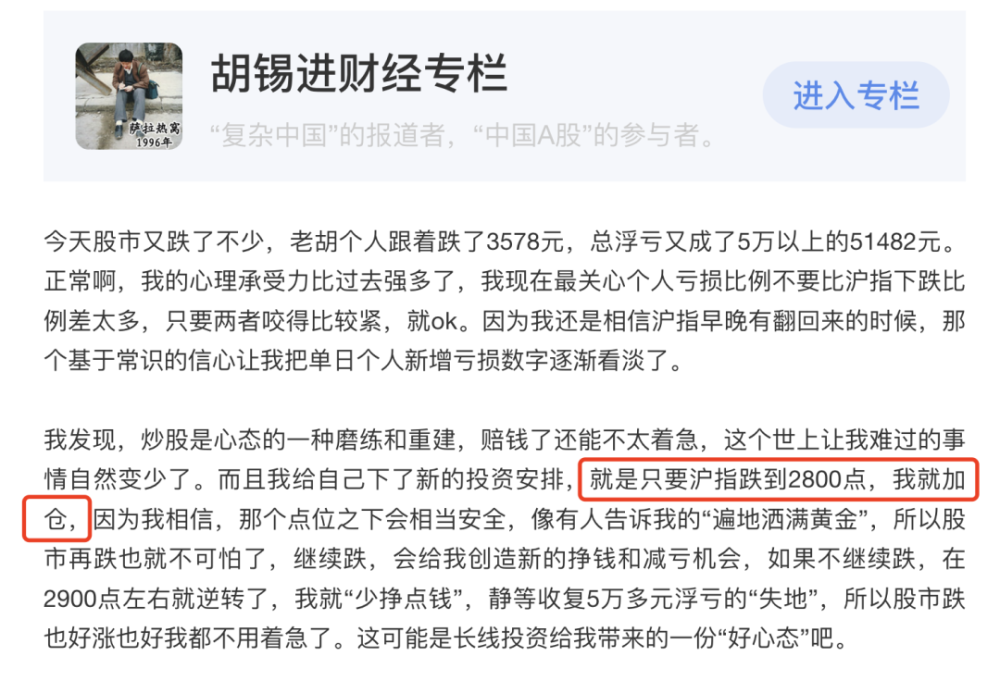 胡锡进财经专栏
进入专栏
“复杂中国”的报道者，“中国A股”的参与者。
萨拉热窝
1996年
今天股市又跌了不少，老胡个人跟着跌了3578元，总浮亏又成了5万以上的51482元。
正常啊，我的心理承受力比过去强多了，我现在最关心个人亏损比例不要比沪指下跌比
例差太多，只要两者咬得比较紧，就ok。因为我还是相信沪指早晚有翻回来的时候，那
个基于常识的信心让我把单日个人新增亏损数字逐渐看淡了。
我发现，炒股是心态的一种磨练和重建，赔钱了还能不太着急，这个世上让我难过的事
情自然变少了。而且我给自己下了新的投资安排，就是只要沪指跌到2800点，我就加
仓，因为我相信，那个点位之下会相当安全，像有人告诉我的“遍地洒满黄金”，所以股
市再跌也就不可怕了，继续跌，会给我创造新的挣钱和减亏机会，如果不继续跌，在
2900点左右就逆转了，我就“少挣点钱”，静等收复5万多元浮亏的“失地”，所以股市跌
也好涨也好我都不用着急了。这可能是长线投资给我带来的一份“好心态”吧。